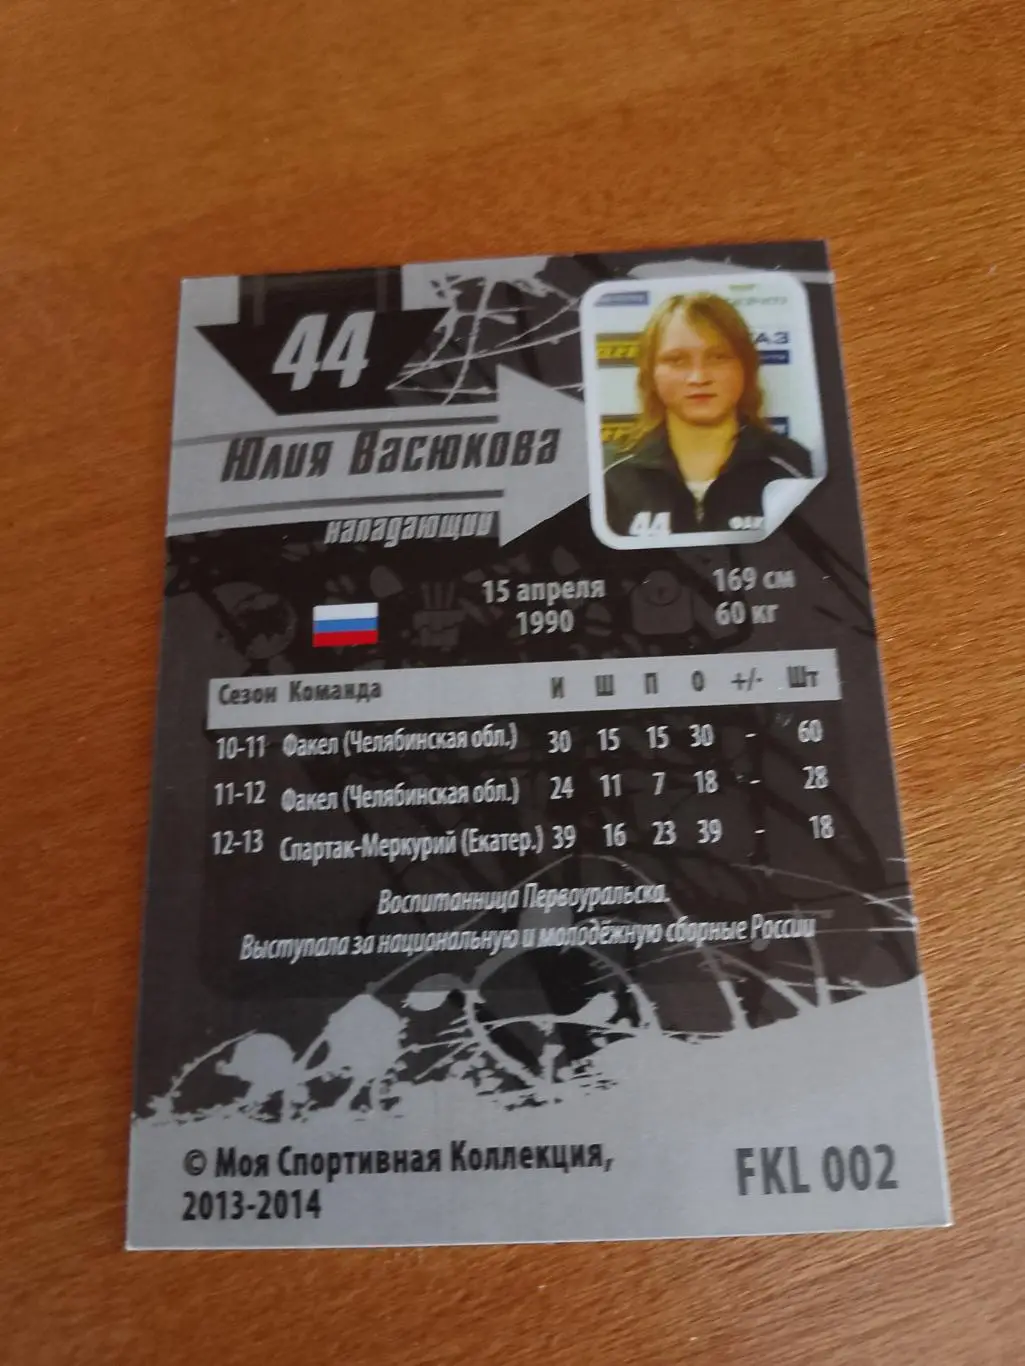 44
Юлия Васюкова
нападающий
44
15 апреля
1990
169 см
60 кг
Сезон Команда И Ш П О +/- Шт
10-11 Факел (Челябинская обл.) 30 15 15 30 - 60
11-12 Факел (Челябинская обл.) 24 11 7 18 - 28
12-13 Спартак-Меркурий (Екатер.) 39 16 23 39 - 18
Воспитанница Первоуральска.
Выступала за национальную и молодёжную сборные России
© Моя Спортивная Коллекция,
2013-2014
FKL 002